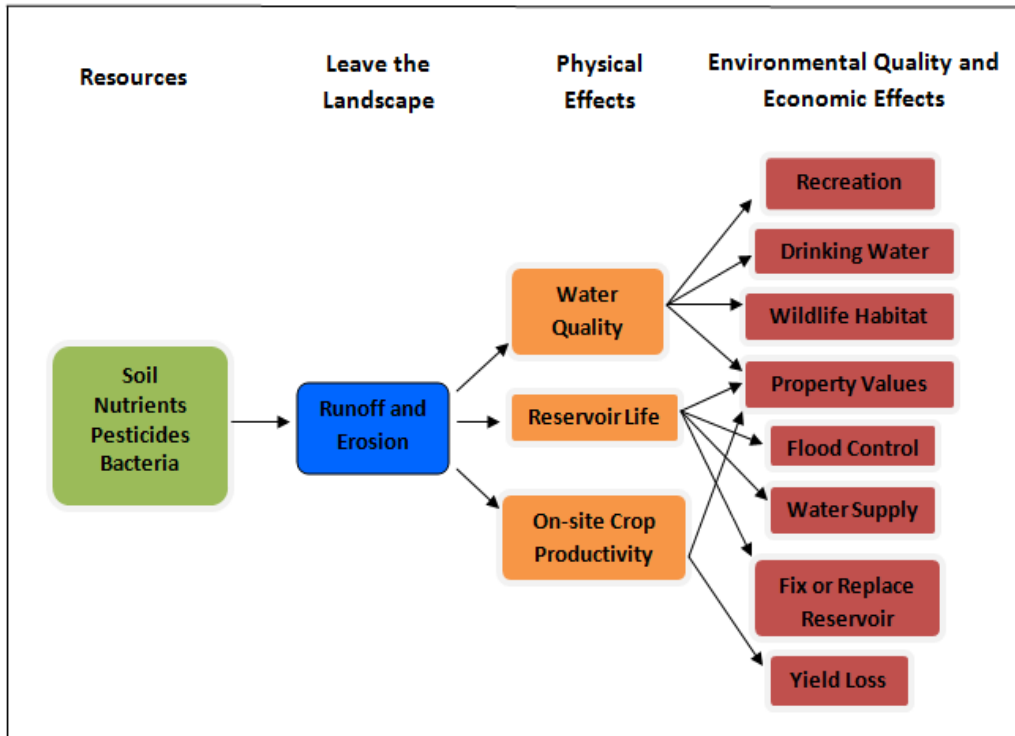 Resources
Leave the
Landscape
Physical
Effects
Environmental Quality and
Economic Effects
Soil
Nutrients
Pesticides
Bacteria
Runoff and
Erosion
Water
Quality
Reservoir Life
On-site Crop
Productivity
Recreation
Drinking Water
Wildlife Habitat
Property Values
Flood Control
Water Supply
Fix or Replace
Reservoir
Yield Loss